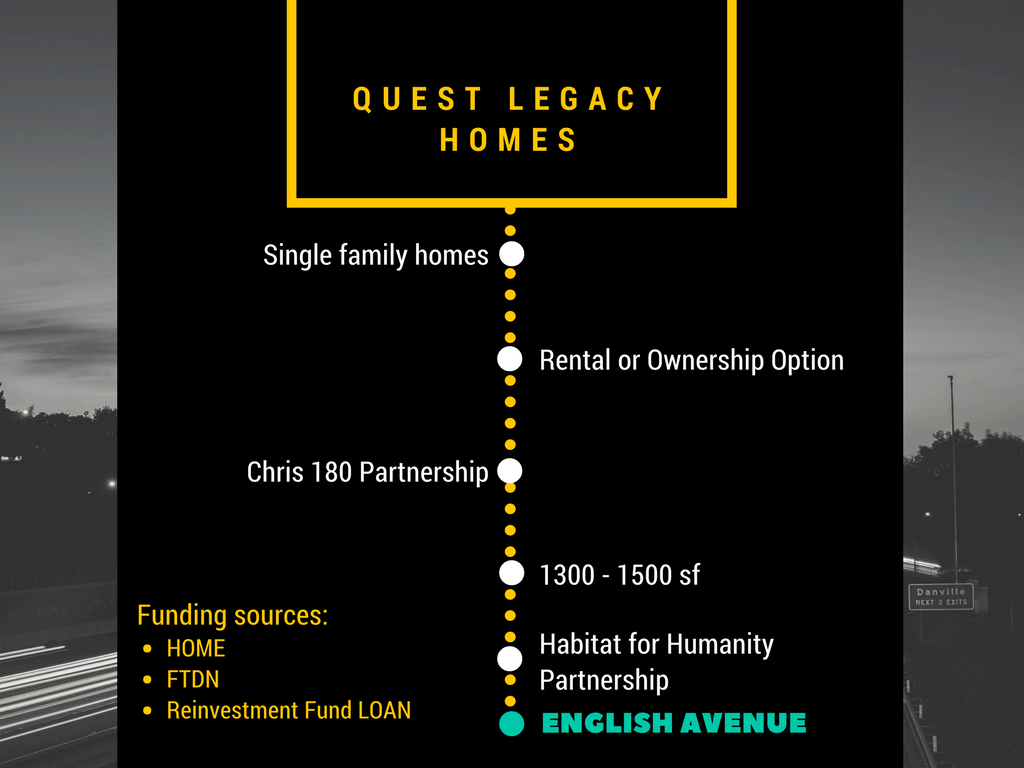 QUEST LEGACY
HOMES
Single family homes
Rental or Ownership Option
Chris 180 Partnership
1300 - 1500 sf
Habitat for Humanity
Partnership
ENGLISH AVENUE
Funding sources:
HOME
FTDN
Reinvestment Fund LOAN
Danville
NEXT 3 EXITS